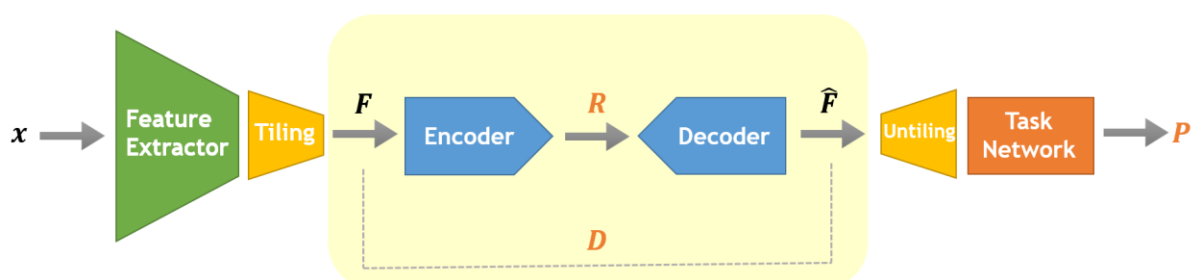 x
Feature
Extractor
Tiling
F
Encoder
R
Decoder
F̂
Untiling
Task
Network
P
D